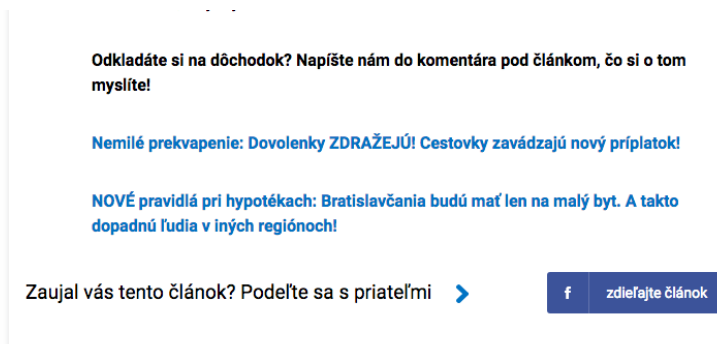 Odkladáte si na dôchodok? Napíšte nám do komentára pod článkom, čo si o tom
myslíte!
Nemilé prekvapenie: Dovolenky ZDRAŽEJÚ! Cestovky zavádzajú nový príplatok!
NOVÉ pravidlá pri hypotékach: Bratislavčania budú mať len na malý byt. A takto
dopadnú ľudia v iných regiónoch!
Zaujal vás tento článok? Podeľte sa s priateľmi
f zdieľajte článok